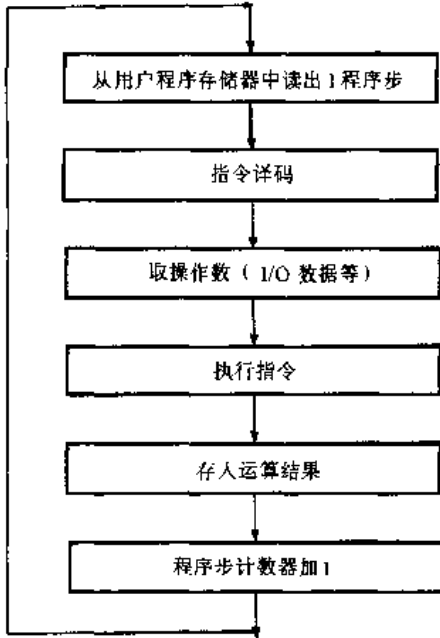 从用户程序存储器中读出1程序步
指令详码
取操作数（I/O 数据等）
执行指令
存人运算结果
程序步计数器加1